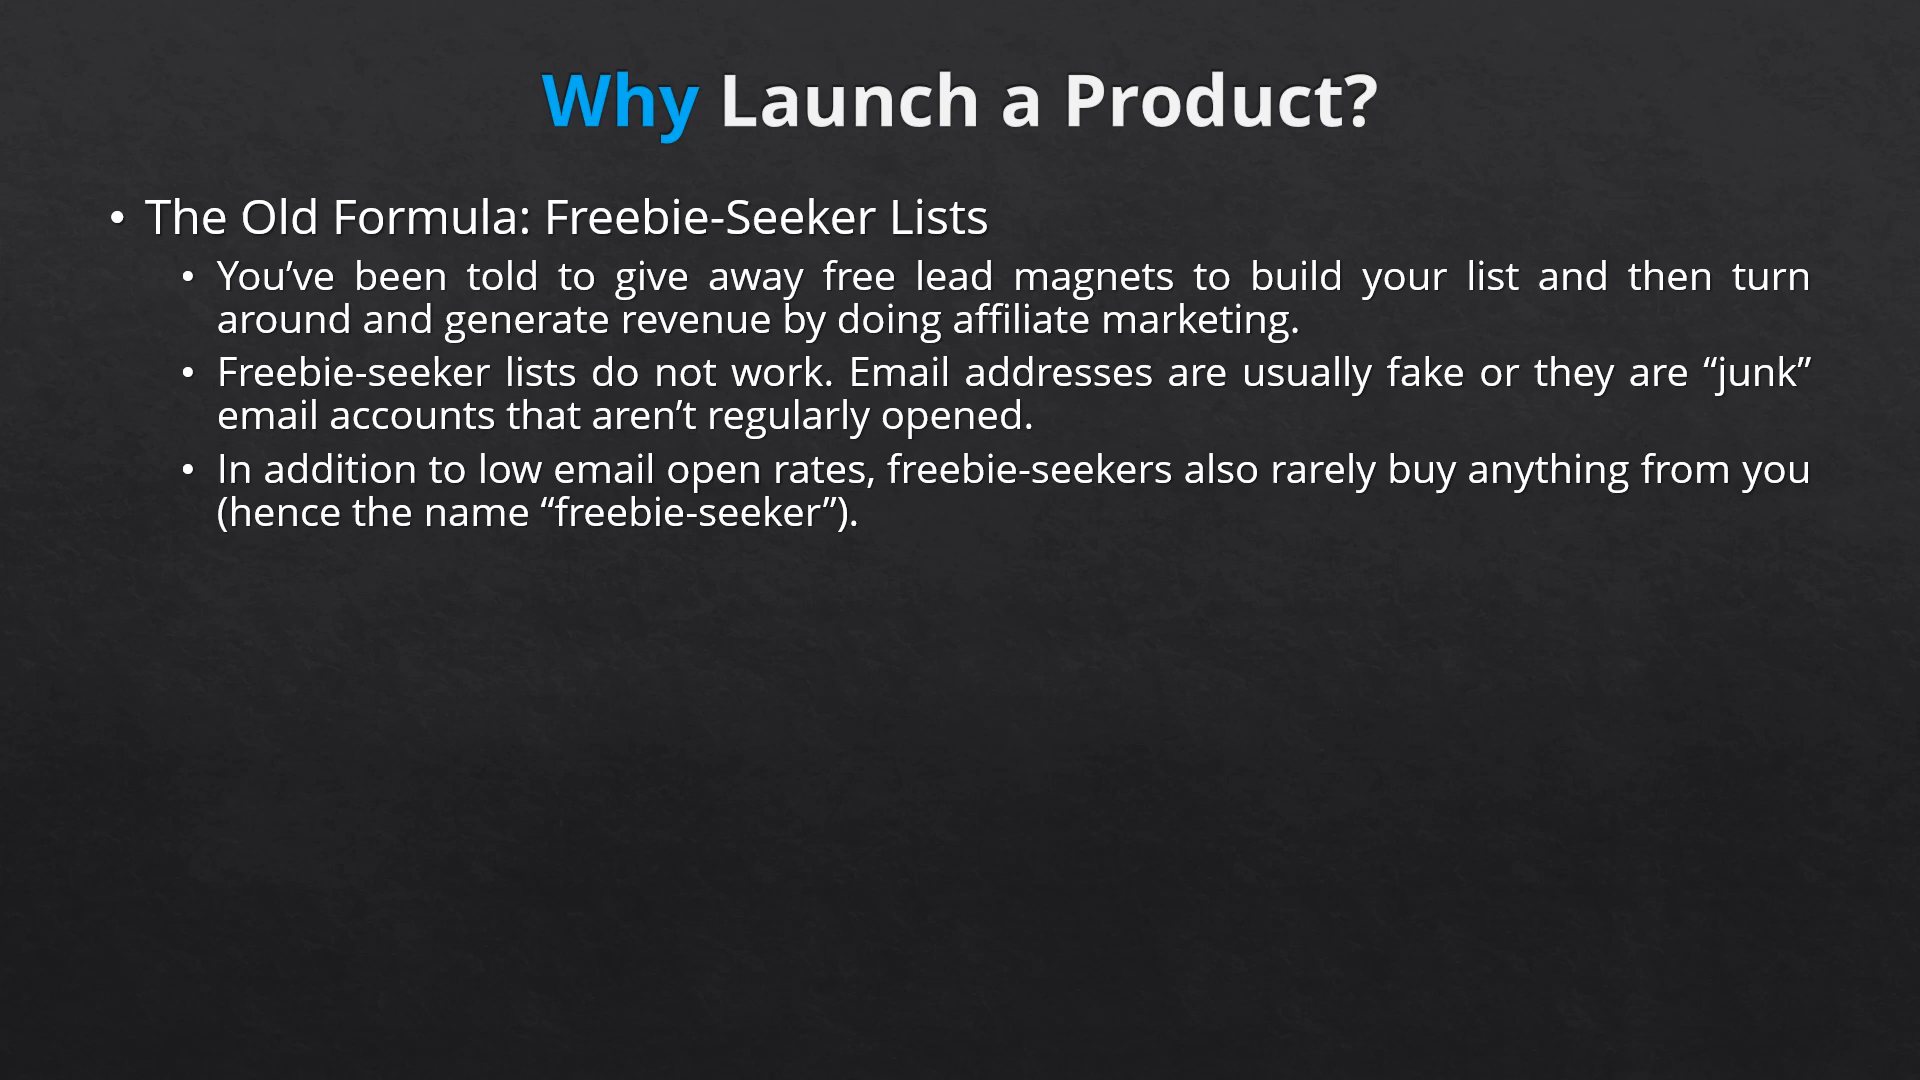 Why Launch a Product?
• The Old Formula: Freebie-Seeker Lists
• You’ve been told to give away free lead magnets to build your list and then turn
around and generate revenue by doing affiliate marketing.
• Freebie-seeker lists do not work. Email addresses are usually fake or they are “junk”
email accounts that aren’t regularly opened.
• In addition to low email open rates, freebie-seekers also rarely buy anything from you
(hence the name “freebie-seeker”).